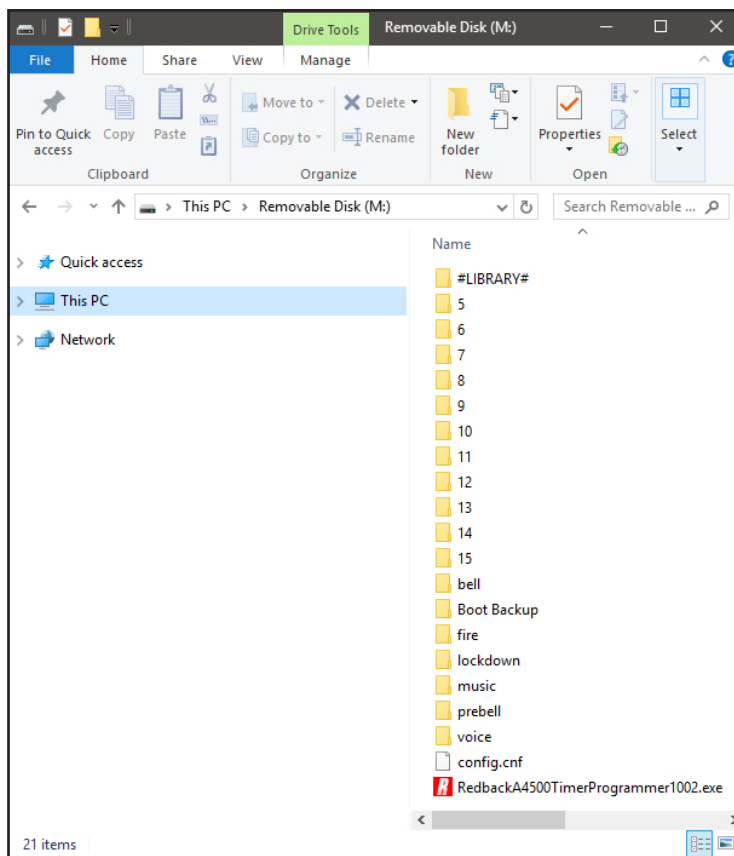 Drive Tools Removable Disk (M:)
File Home Share View Manage
Pin to Quick access
Copy
Paste
Move to
Copy to
Delete
Rename
New folder
Properties
Select
Clipboard Organize New Open
This PC > Removable Disk (M:) Search Removable ...
Name
Quick access
This PC
Network
#LIBRARY#
5
6
7
8
9
10
11
12
13
14
15
bell
Boot Backup
fire
lockdown
music
prebell
voice
config.cnf
RedbackA4500TimerProgrammer1002.exe
21 items